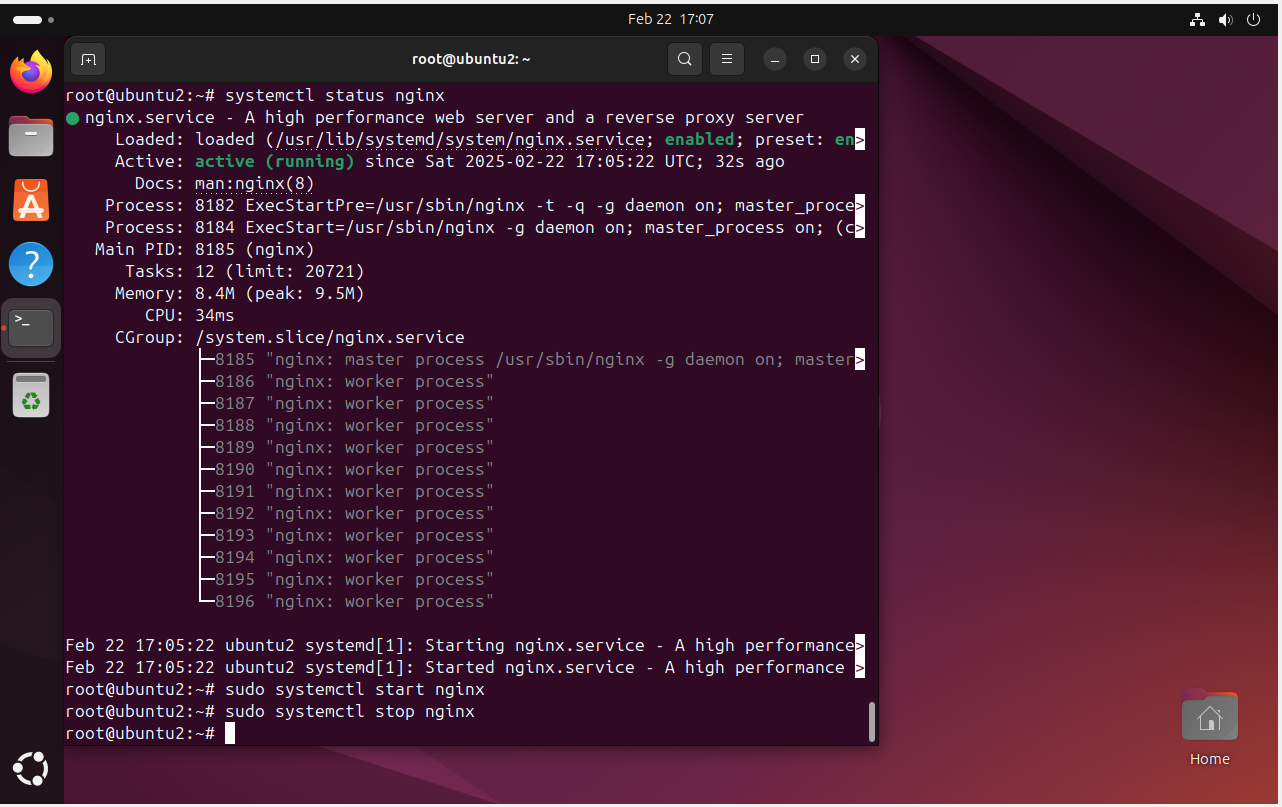 Feb 22 17:07
root@ubuntu2: ~
root@ubuntu2:~# systemctl status nginx
● nginx.service - A high performance web server and a reverse proxy server
Loaded: loaded (/usr/lib/systemd/system/nginx.service; enabled; preset: en>
Active: active (running) since Sat 2025-02-22 17:05:22 UTC; 32s ago
Docs: man:nginx(8)
Process: 8182 ExecStartPre=/usr/sbin/nginx -t -q -g daemon on; master_proce>
Process: 8184 ExecStart=/usr/sbin/nginx -g daemon on; master_process on; (c>
Main PID: 8185 (nginx)
Tasks: 12 (limit: 20721)
Memory: 8.4M (peak: 9.5M)
CPU: 34ms
CGroup: /system.slice/nginx.service
├─8185 "nginx: master process /usr/sbin/nginx -g daemon on; master>
├─8186 "nginx: worker process"
├─8187 "nginx: worker process"
├─8188 "nginx: worker process"
├─8189 "nginx: worker process"
├─8190 "nginx: worker process"
├─8191 "nginx: worker process"
├─8192 "nginx: worker process"
├─8193 "nginx: worker process"
├─8194 "nginx: worker process"
├─8195 "nginx: worker process"
└─8196 "nginx: worker process"
Feb 22 17:05:22 ubuntu2 systemd[1]: Starting nginx.service - A high performance>
Feb 22 17:05:22 ubuntu2 systemd[1]: Started nginx.service - A high performance >
root@ubuntu2:~# sudo systemctl start nginx
root@ubuntu2:~# sudo systemctl stop nginx
root@ubuntu2:~#
Home